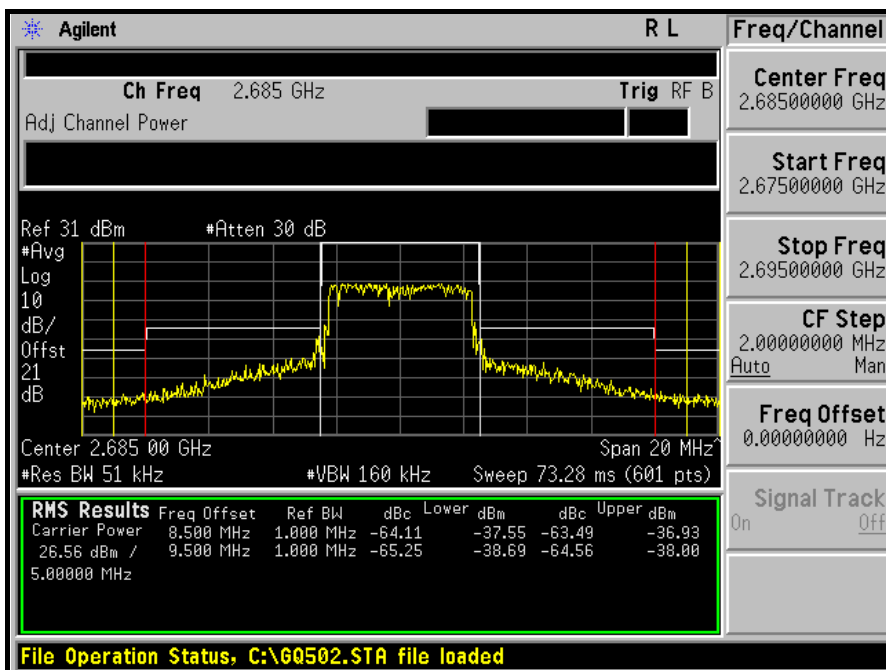 Agilent R L Freq/Channel
Ch Freq 2.685 GHz Trig RF B
Adj Channel Power
Center Freq
2.68500000 GHz
Start Freq
2.67500000 GHz
Stop Freq
2.69500000 GHz
CF Step
2.00000000 MHz
Auto Man
Freq Offset
0.00000000 Hz
Signal Track
On Off
Ref 31 dBm #Atten 30 dB
#Avg
Log
10
dB/
Offst
21
dB
Center 2.685 00 GHz Span 20 MHz^
#Res BW 51 kHz #VBW 160 kHz Sweep 73.28 ms (601 pts)
RMS Results Freq Offset Ref BW dBc Lower dBm dBc Upper dBm
Carrier Power 8.500 MHz 1.000 MHz -64.11 -37.55 -63.49 -36.93
26.56 dBm / 9.500 MHz 1.000 MHz -65.25 -38.69 -64.56 -38.00
5.00000 MHz
File Operation Status, C:\GQ502.STA file loaded